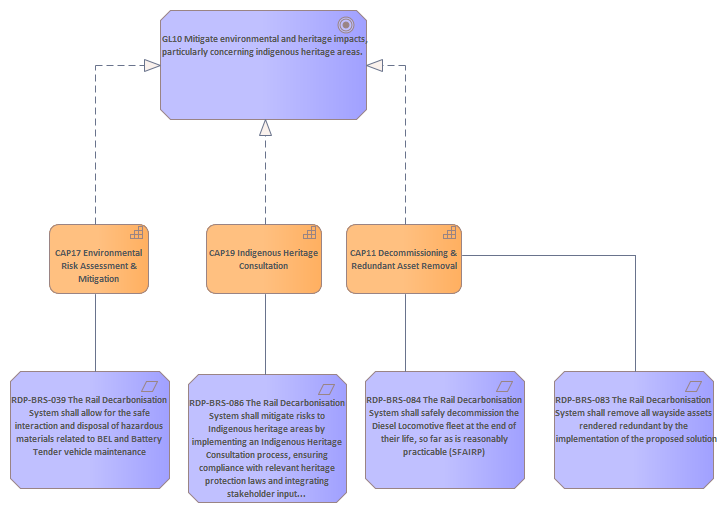 GL10 Mitigate environmental and heritage impacts,
particularly concerning indigenous heritage areas.
CAP17 Environmental
Risk Assessment &
Mitigation
CAP19 Indigenous Heritage
Consultation
CAP11 Decommissioning &
Redundant Asset Removal
RDP-BRS-039 The Rail Decarbonisation
System shall allow for the safe
interaction and disposal of hazardous
materials related to BEL and Battery
Tender vehicle maintenance
RDP-BRS-086 The Rail Decarbonisation
System shall mitigate risks to
Indigenous heritage areas by
implementing an Indigenous Heritage
Consultation process, ensuring
compliance with relevant heritage
protection laws and integrating
stakeholder input...
RDP-BRS-084 The Rail Decarbonisation
System shall safely decommission the
Diesel Locomotive fleet at the end of
their life, so far as is reasonably
practicable (SFAIRP)
RDP-BRS-083 The Rail Decarbonisation
System shall remove all wayside assets
rendered redundant by the
implementation of the proposed solution